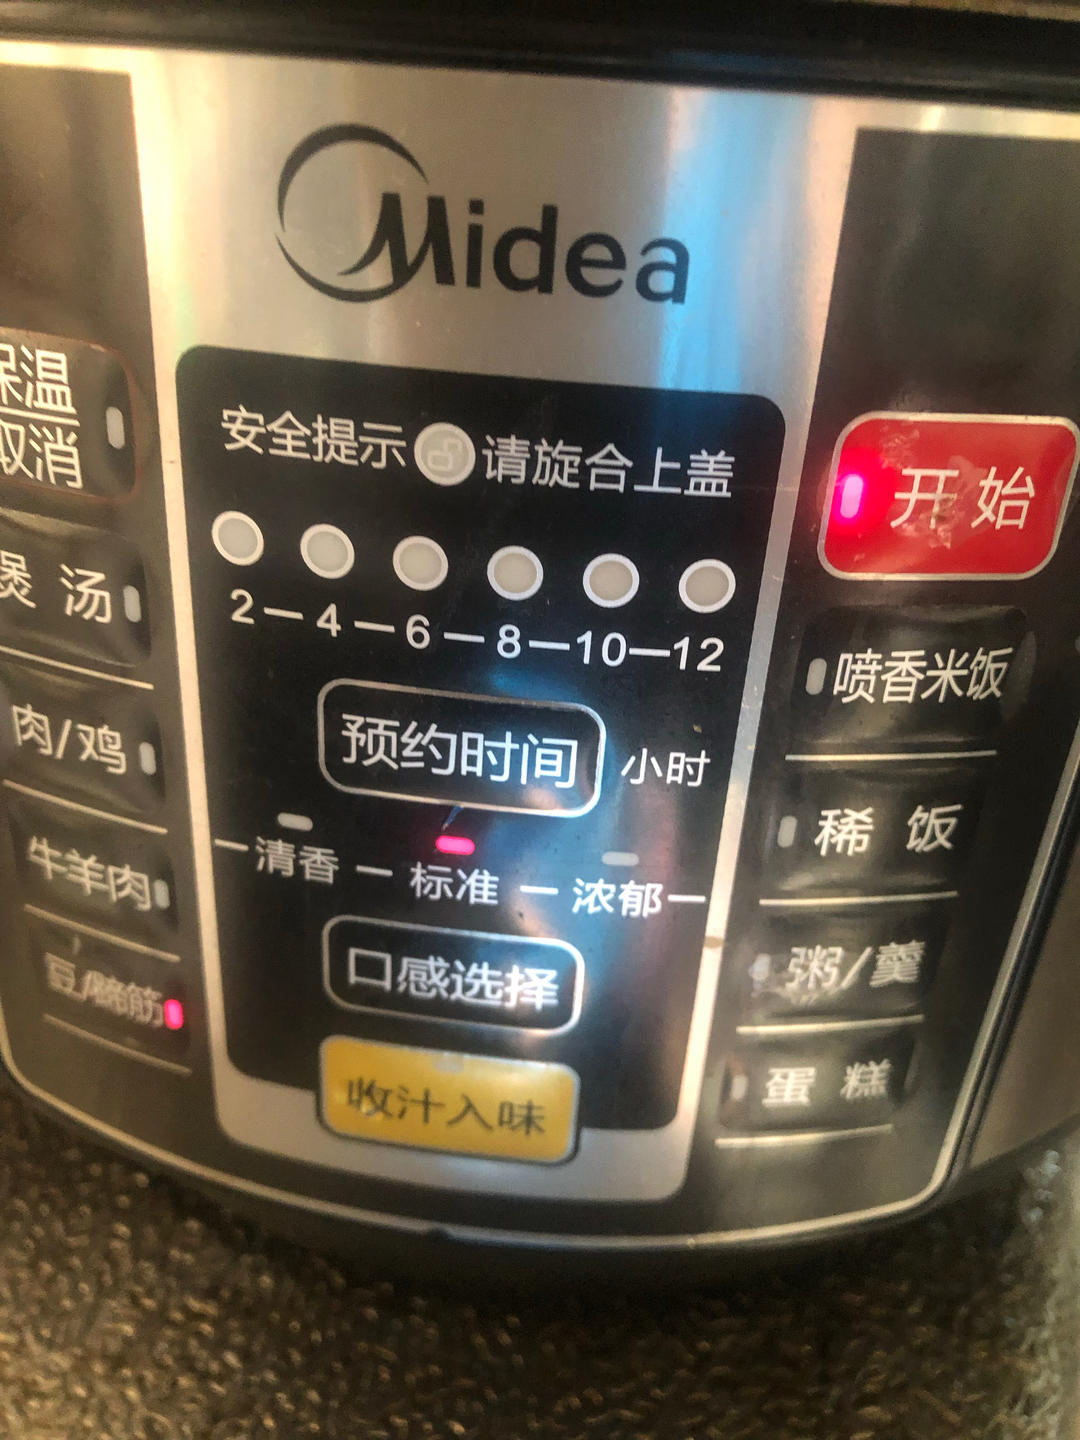 Midea
保温
取消
煲 汤
肉/鸡
牛羊肉
豆/蹄筋
安全提示 请旋合上盖
2—4—6—8—10—12
预约时间 小时
—清香—标准—浓郁—
口感选择
收汁入味
开始
喷香米饭
稀 饭
粥/羹
蛋 糕